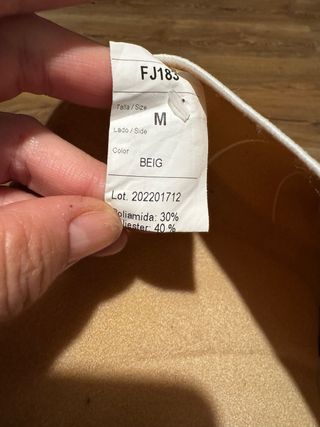 FJ183
Talla / Size
M
Lado / Side
Color
BEIG
Lot. 202201712
Poliamida: 30%
Poliester: 40 %